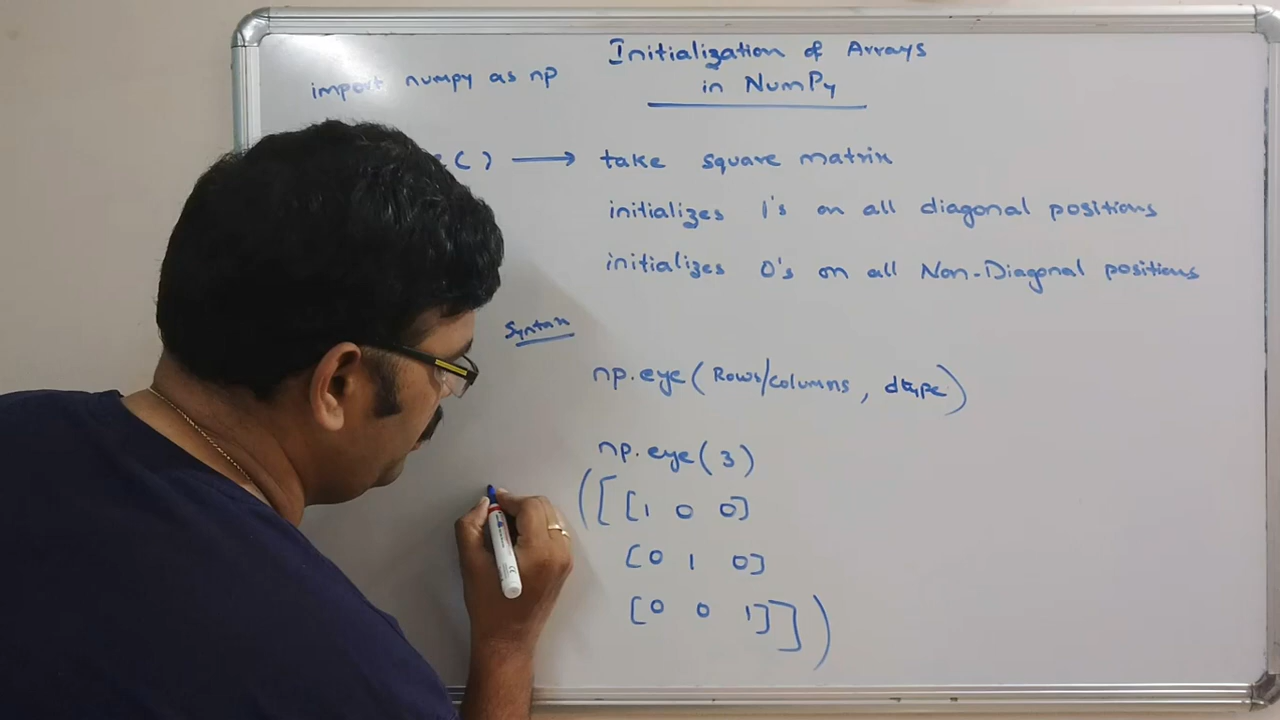 Initialization of Arrays
import numpy as np in NumPy
e() → take square matrix
initializes 1's on all diagonal positions
initializes 0's on all Non-Diagonal positions
Syntax
np.eye(Rows/columns, dtype)
np.eye(3)
([[1 0 0]
[0 1 0]
[0 0 1]])